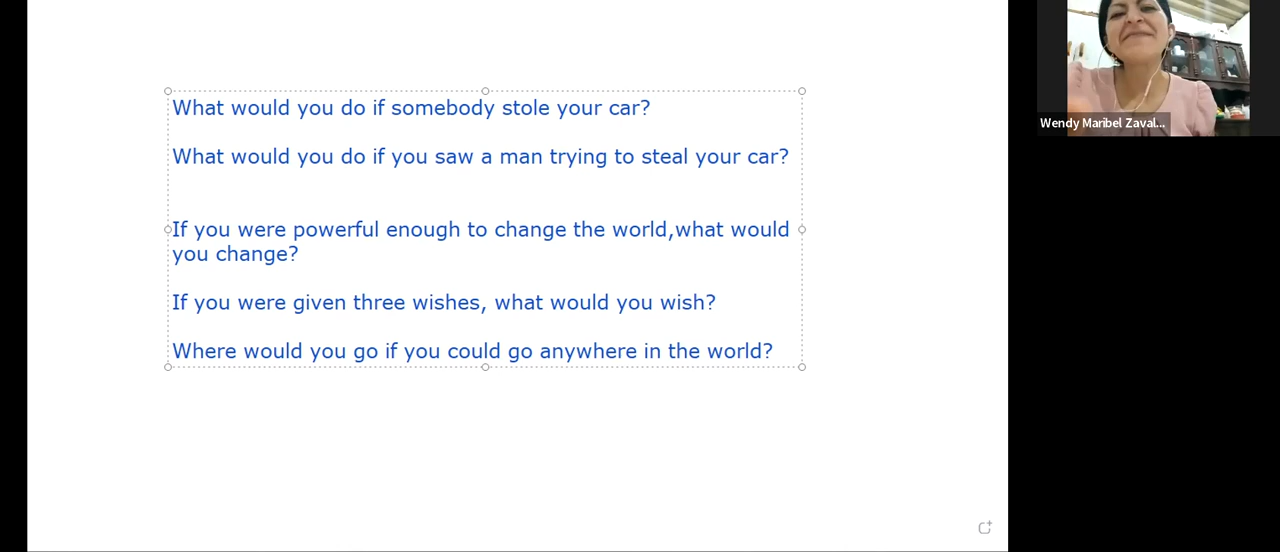 What would you do if somebody stole your car?
What would you do if you saw a man trying to steal your car?
If you were powerful enough to change the world,what would
you change?
If you were given three wishes, what would you wish?
Where would you go if you could go anywhere in the world?
Wendy Maribel Zaval...